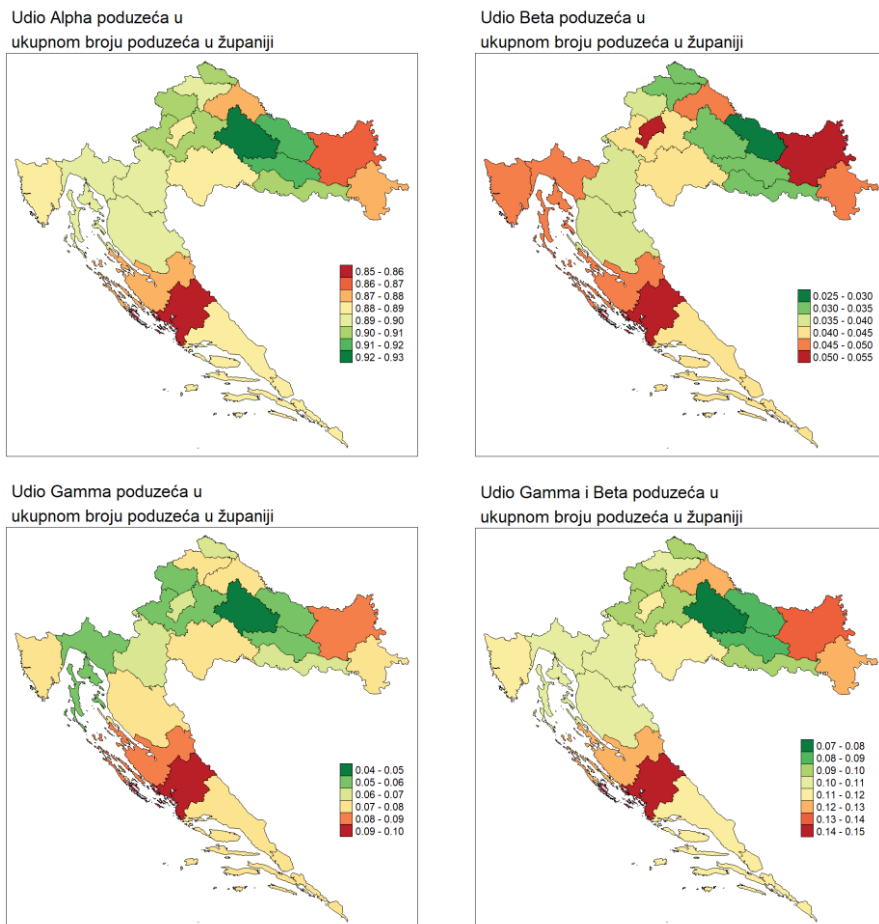 Udio Alpha poduzeća u
ukupnom broju poduzeća u županiji
0.85 - 0.86
0.86 - 0.87
0.87 - 0.88
0.88 - 0.89
0.89 - 0.90
0.90 - 0.91
0.91 - 0.92
0.92 - 0.93
Udio Beta poduzeća u
ukupnom broju poduzeća u županiji
0.025 - 0.030
0.030 - 0.035
0.035 - 0.040
0.040 - 0.045
0.045 - 0.050
0.050 - 0.055
Udio Gamma poduzeća u
ukupnom broju poduzeća u županiji
0.04 - 0.05
0.05 - 0.06
0.06 - 0.07
0.07 - 0.08
0.08 - 0.09
0.09 - 0.10
Udio Gamma i Beta poduzeća u
ukupnom broju poduzeća u županiji
0.07 - 0.08
0.08 - 0.09
0.09 - 0.10
0.10 - 0.11
0.11 - 0.12
0.12 - 0.13
0.13 - 0.14
0.14 - 0.15